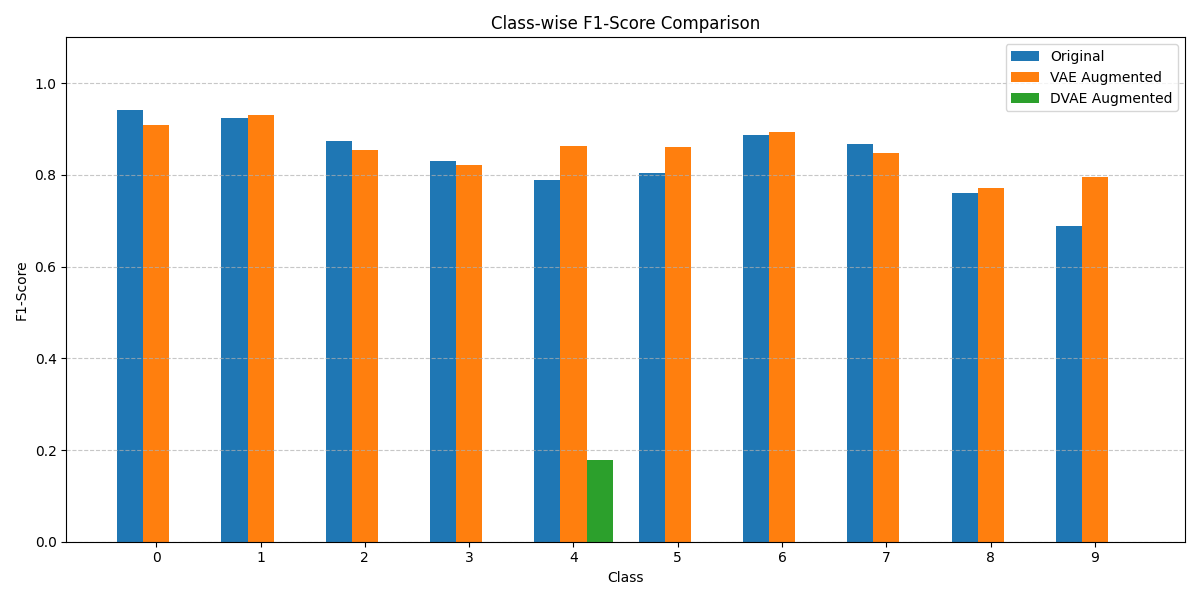 Class-wise F1-Score Comparison
Original
VAE Augmented
DVAE Augmented
F1-Score
1.0
0.8
0.6
0.4
0.2
0.0
0 1 2 3 4 5 6 7 8 9
Class